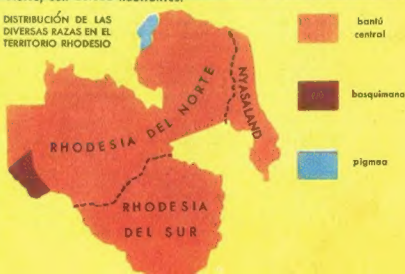 DISTRIBUCIÓN DE LAS
DIVERSAS RAZAS EN EL
TERRITORIO RHODESIO
bantú
central
bosquimana
pigmea
RHODESIA DEL NORTE
NYASALAND
RHODESIA
DEL SUR